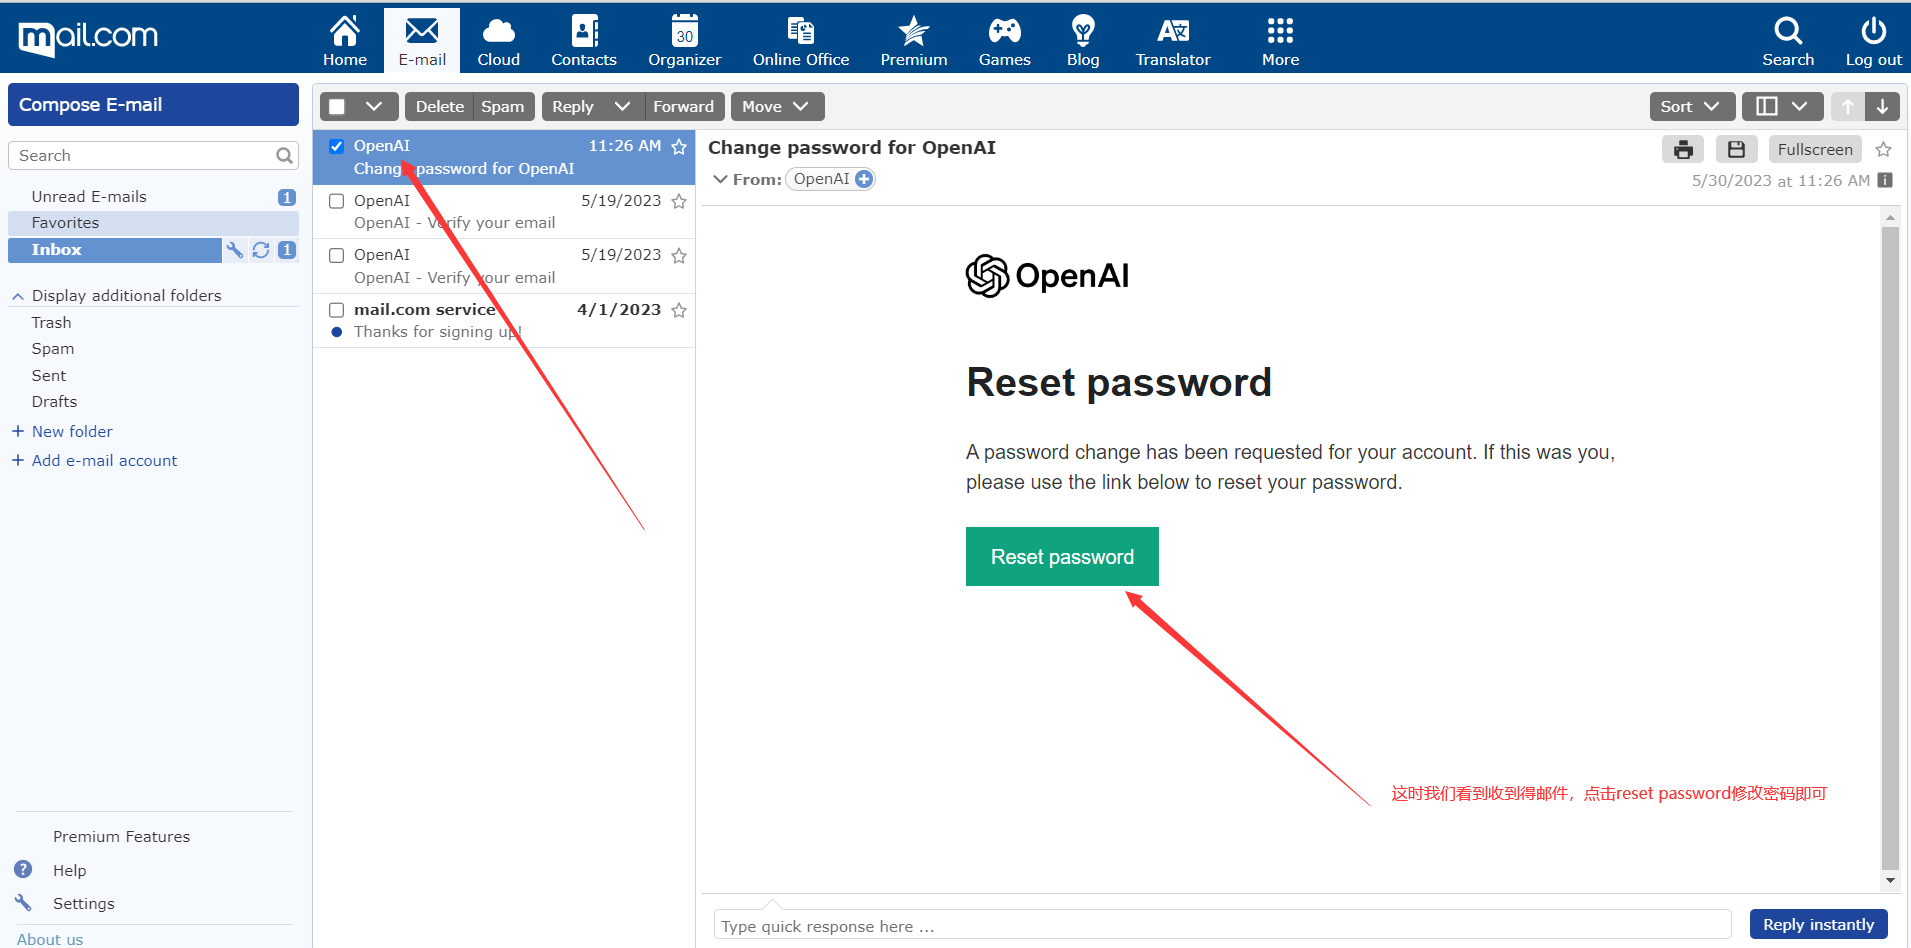 mail.com
Home
E-mail
Cloud
Contacts
30
Organizer
Online Office
Premium
Games
Blog
Translator
More
Search
Log out
Compose E-mail
Search
Unread E-mails 1
Favorites
Inbox 1
Display additional folders
Trash
Spam
Sent
Drafts
+ New folder
+ Add e-mail account
Premium Features
? Help
Settings
About us
Delete Spam Reply Forward Move
Sort
OpenAI 11:26 AM
Change password for OpenAI
OpenAI 5/19/2023
OpenAI - Verify your email
OpenAI 5/19/2023
OpenAI - Verify your email
mail.com service 4/1/2023
Thanks for signing up!
Change password for OpenAI
Fullscreen
From: OpenAI
5/30/2023 at 11:26 AM
OpenAI
Reset password
A password change has been requested for your account. If this was you,
please use the link below to reset your password.
Reset password
这时我们看到收到得邮件，点击reset password修改密码即可
Type quick response here ...
Reply instantly